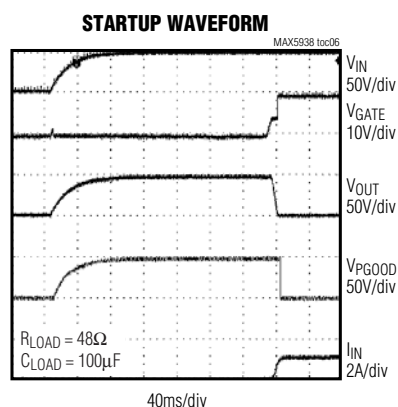 STARTUP WAVEFORM
MAX5938 toc06
VIN
50V/div
VGATE
10V/div
VOUT
50V/div
VPGOOD
50V/div
RLOAD = 48Ω
CLOAD = 100μF
IIN
2A/div
40ms/div